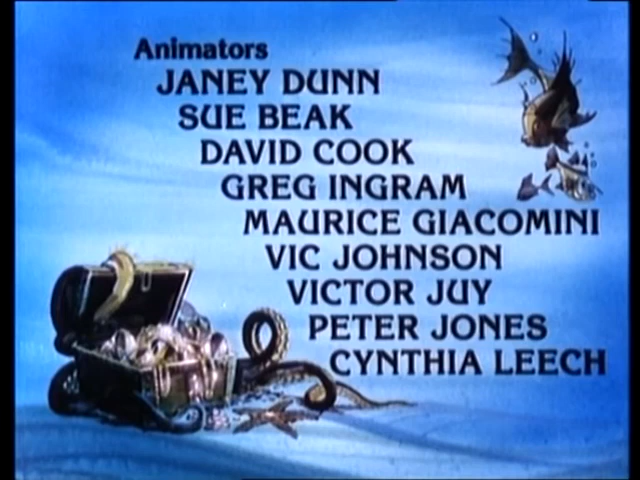 Animators
JANEY DUNN
SUE BEAK
DAVID COOK
GREG INGRAM
MAURICE GIACOMINI
VIC JOHNSON
VICTOR JUY
PETER JONES
CYNTHIA LEECH